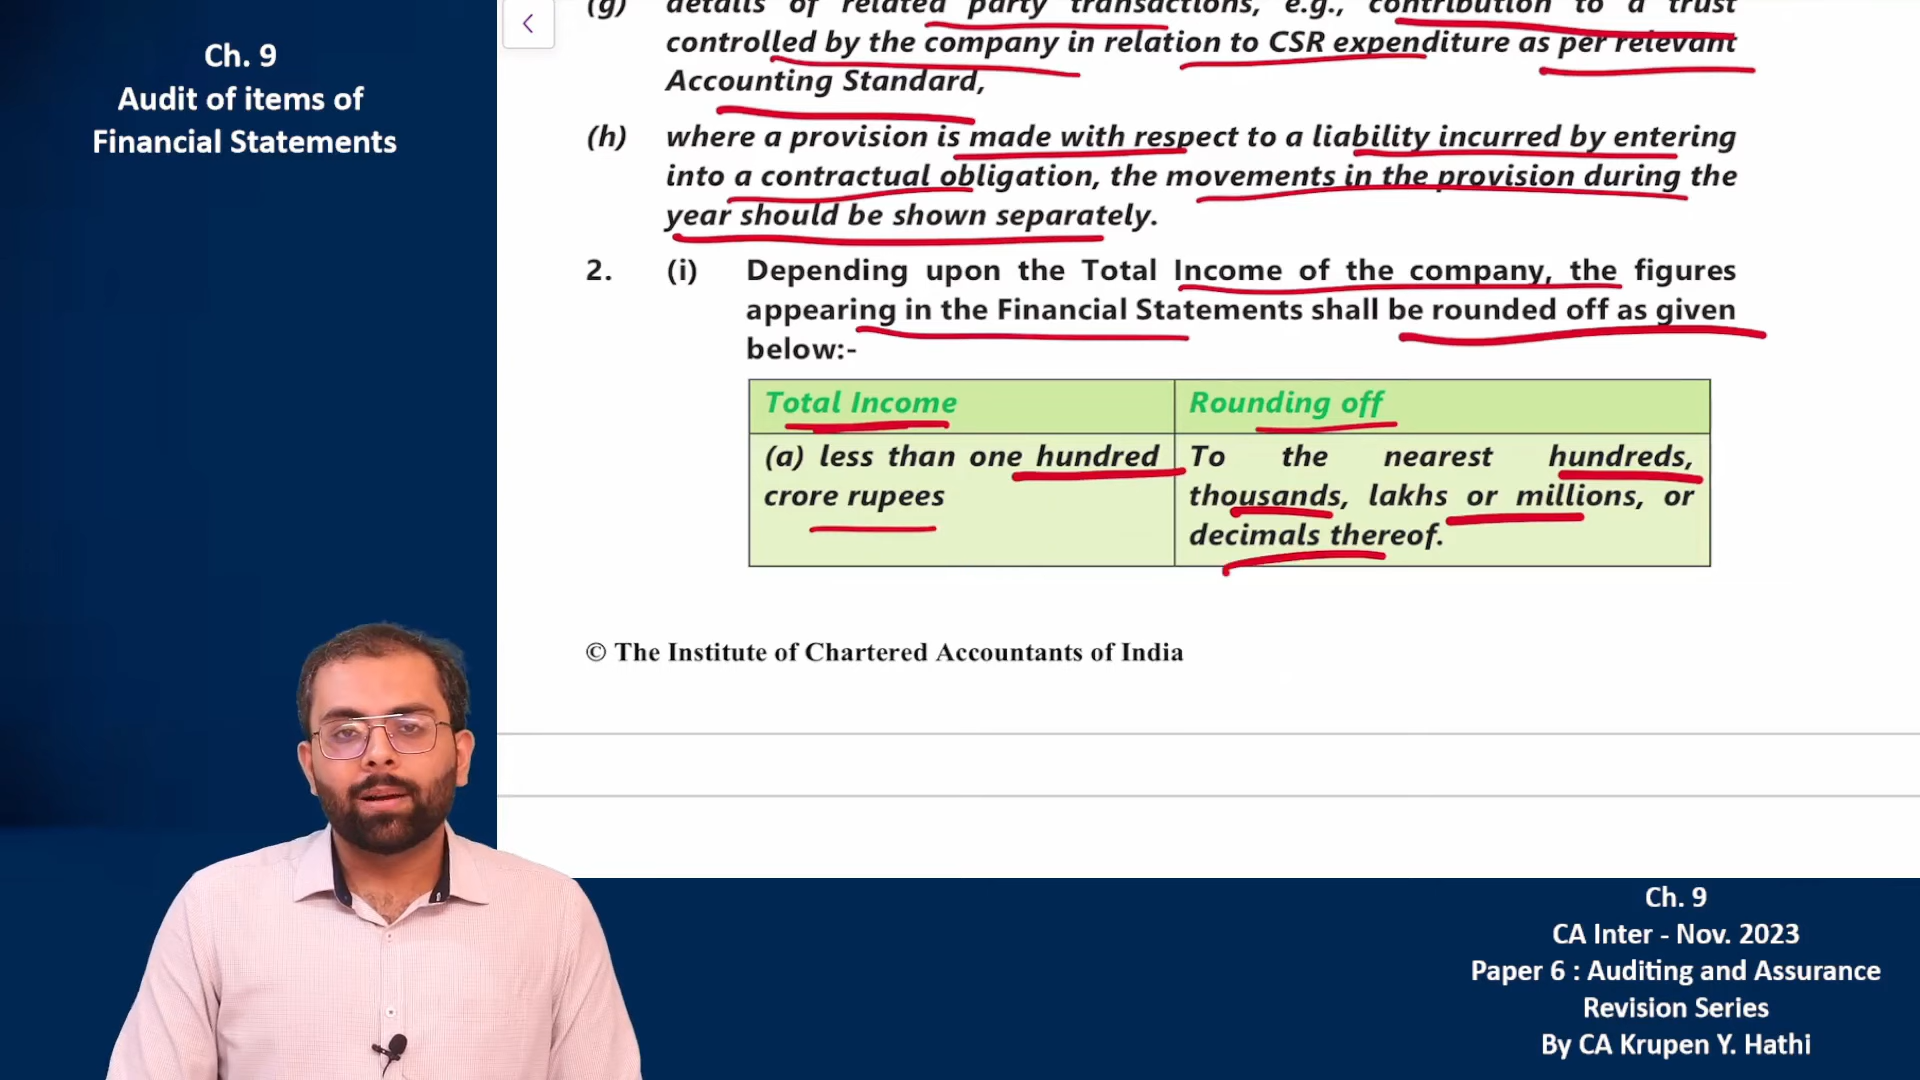 Ch. 9
Audit of items of
Financial Statements
(g) details of related party transactions, e.g., contribution to a trust
controlled by the company in relation to CSR expenditure as per relevant
Accounting Standard,
(h) where a provision is made with respect to a liability incurred by entering
into a contractual obligation, the movements in the provision during the
year should be shown separately.
2. (i) Depending upon the Total Income of the company, the figures
appearing in the Financial Statements shall be rounded off as given
below:-
Total Income Rounding off
(a) less than one hundred To the nearest hundreds,
crore rupees thousands, lakhs or millions, or
decimals thereof.
© The Institute of Chartered Accountants of India
Ch. 9
CA Inter - Nov. 2023
Paper 6 : Auditing and Assurance
Revision Series
By CA Krupen Y. Hathi